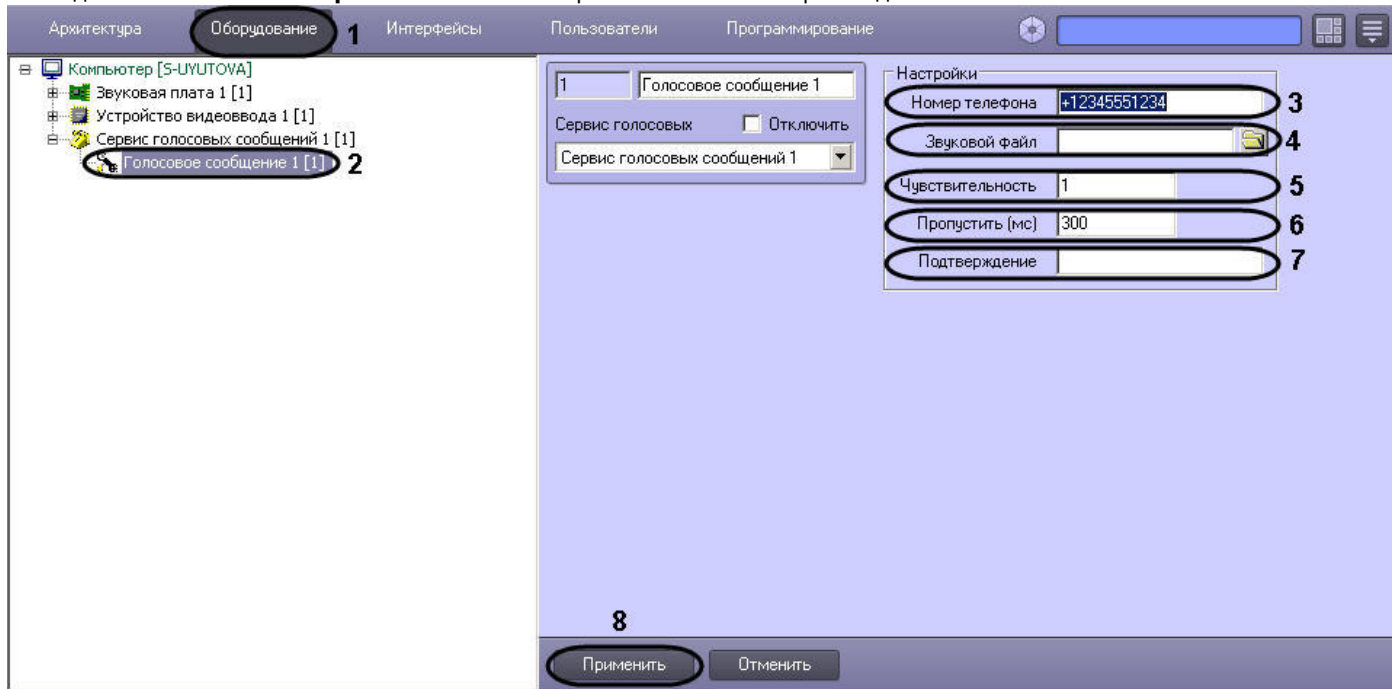 Архитектура Оборудование 1 Интерфейсы Пользователи Программирование
Компьютер [S-UYUTOVA]
Звуковая плата 1 [1]
Устройство видеоввода 1 [1]
Сервис голосовых сообщений 1 [1]
Голосовое сообщение 1 [1] 2
1 Голосовое сообщение 1
Сервис голосовых Отключить
Сервис голосовых сообщений 1
Настройки
Номер телефона +12345551234 3
Звуковой файл 4
Чувствительность 1 5
Пропустить (мс) 300 6
Подтверждение 7
8
Применить Отменить